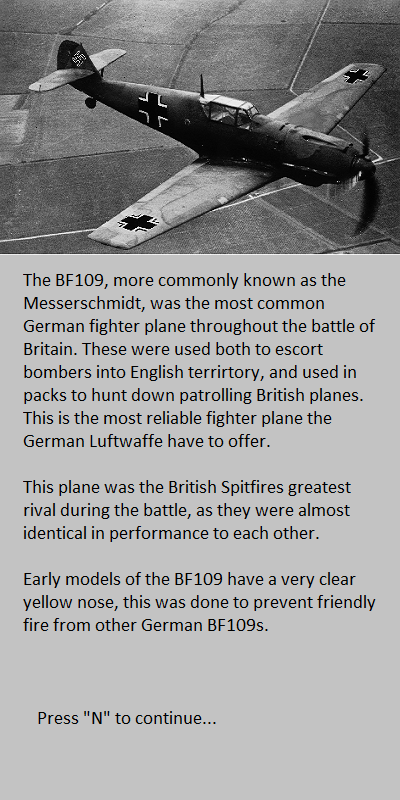 The BF109, more commonly known as the
Messerschmidt, was the most common
German fighter plane throughout the battle of
Britain. These were used both to escort
bombers into English terrirtory, and used in
packs to hunt down patrolling British planes.
This is the most reliable fighter plane the
German Luftwaffe have to offer.
This plane was the British Spitfires greatest
rival during the battle, as they were almost
identical in performance to each other.
Early models of the BF109 have a very clear
yellow nose, this was done to prevent friendly
fire from other German BF109s.
Press "N" to continue...